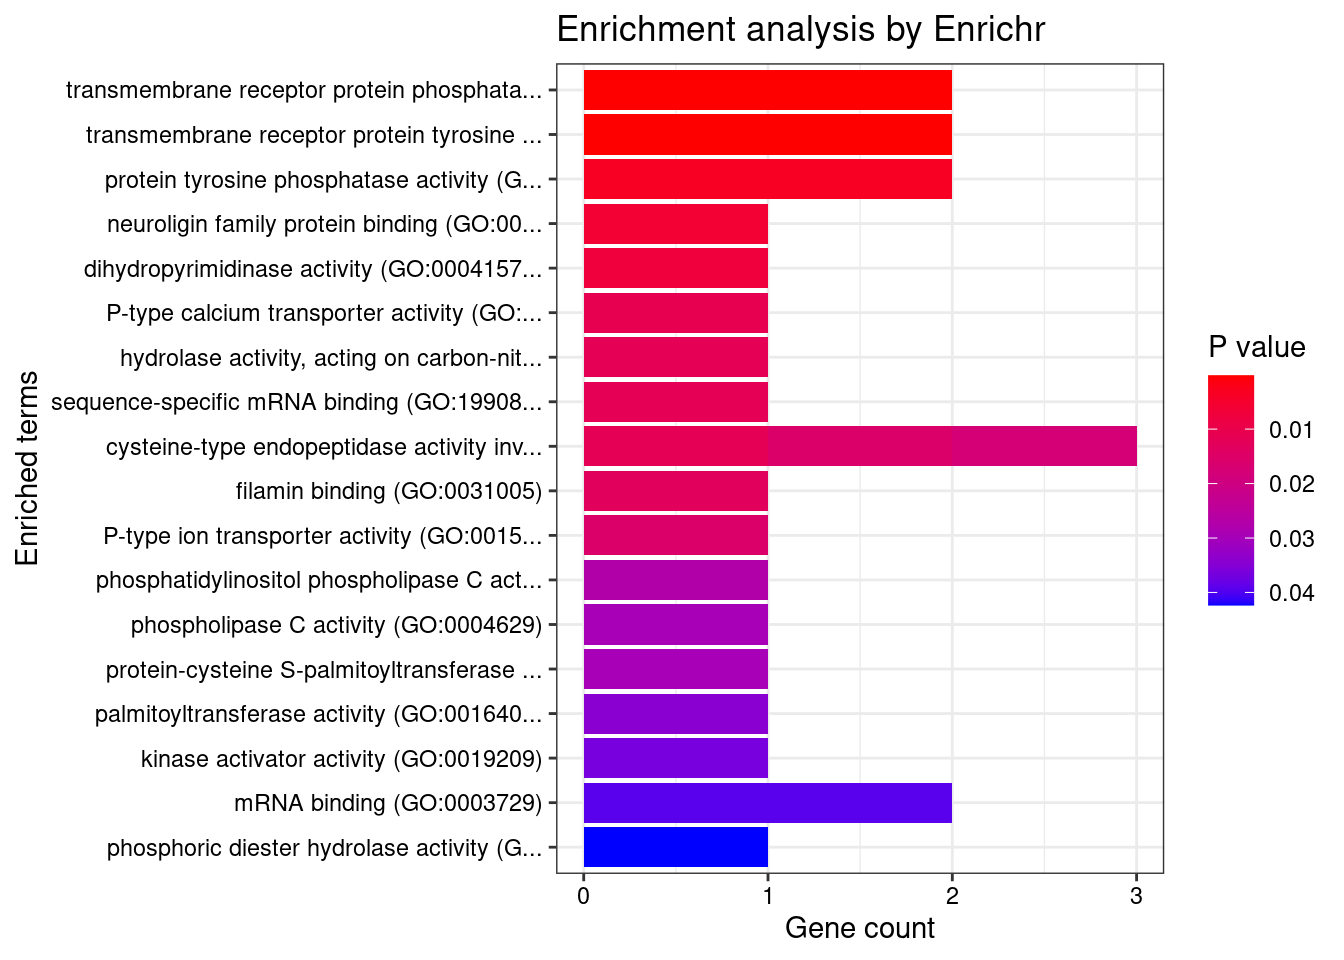 Enrichment analysis by Enrichr
transmembrane receptor protein phosphata...
transmembrane receptor protein tyrosine ...
protein tyrosine phosphatase activity (G...
neuroligin family protein binding (GO:00...
dihydropyrimidinase activity (GO:0004157...
P-type calcium transporter activity (GO:...
hydrolase activity, acting on carbon-nit...
sequence-specific mRNA binding (GO:19908...
cysteine-type endopeptidase activity inv...
filamin binding (GO:0031005)
P-type ion transporter activity (GO:0015...
phosphatidylinositol phospholipase C act...
phospholipase C activity (GO:0004629)
protein-cysteine S-palmitoyltransferase ...
palmitoyltransferase activity (GO:001640...
kinase activator activity (GO:0019209)
mRNA binding (GO:0003729)
phosphoric diester hydrolase activity (G...
Enriched terms
0 1 2 3
Gene count
P value
0.01
0.02
0.03
0.04